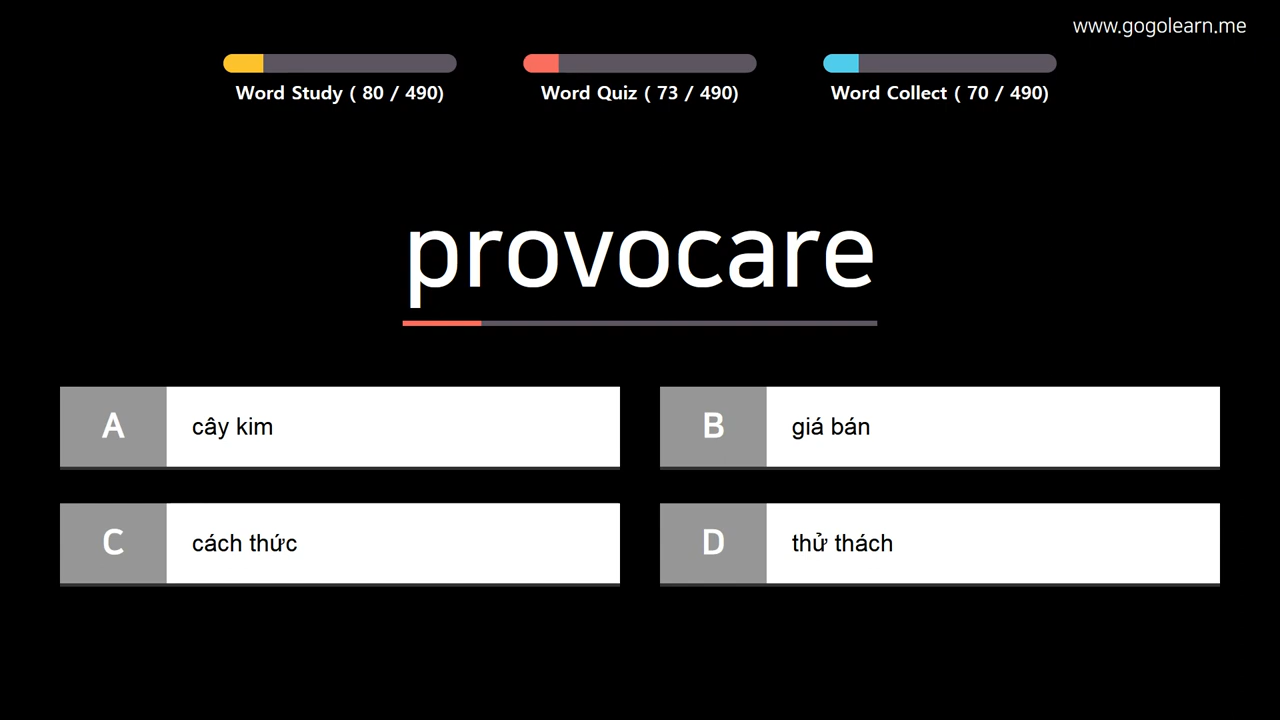 www.gogolearn.me
Word Study ( 80 / 490)
Word Quiz ( 73 / 490)
Word Collect ( 70 / 490)
provocare
A cây kim
B giá bán
C cách thức
D thử thách